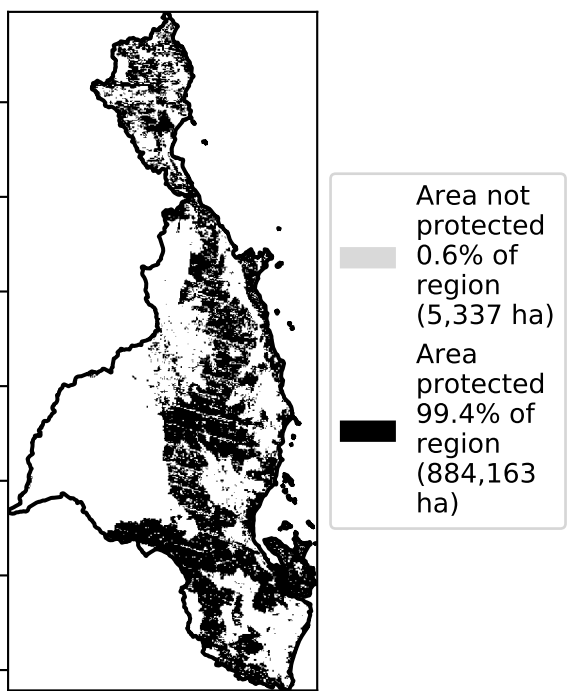 Area not
protected
0.6% of
region
(5,337 ha)
Area
protected
99.4% of
region
(884,163
ha)